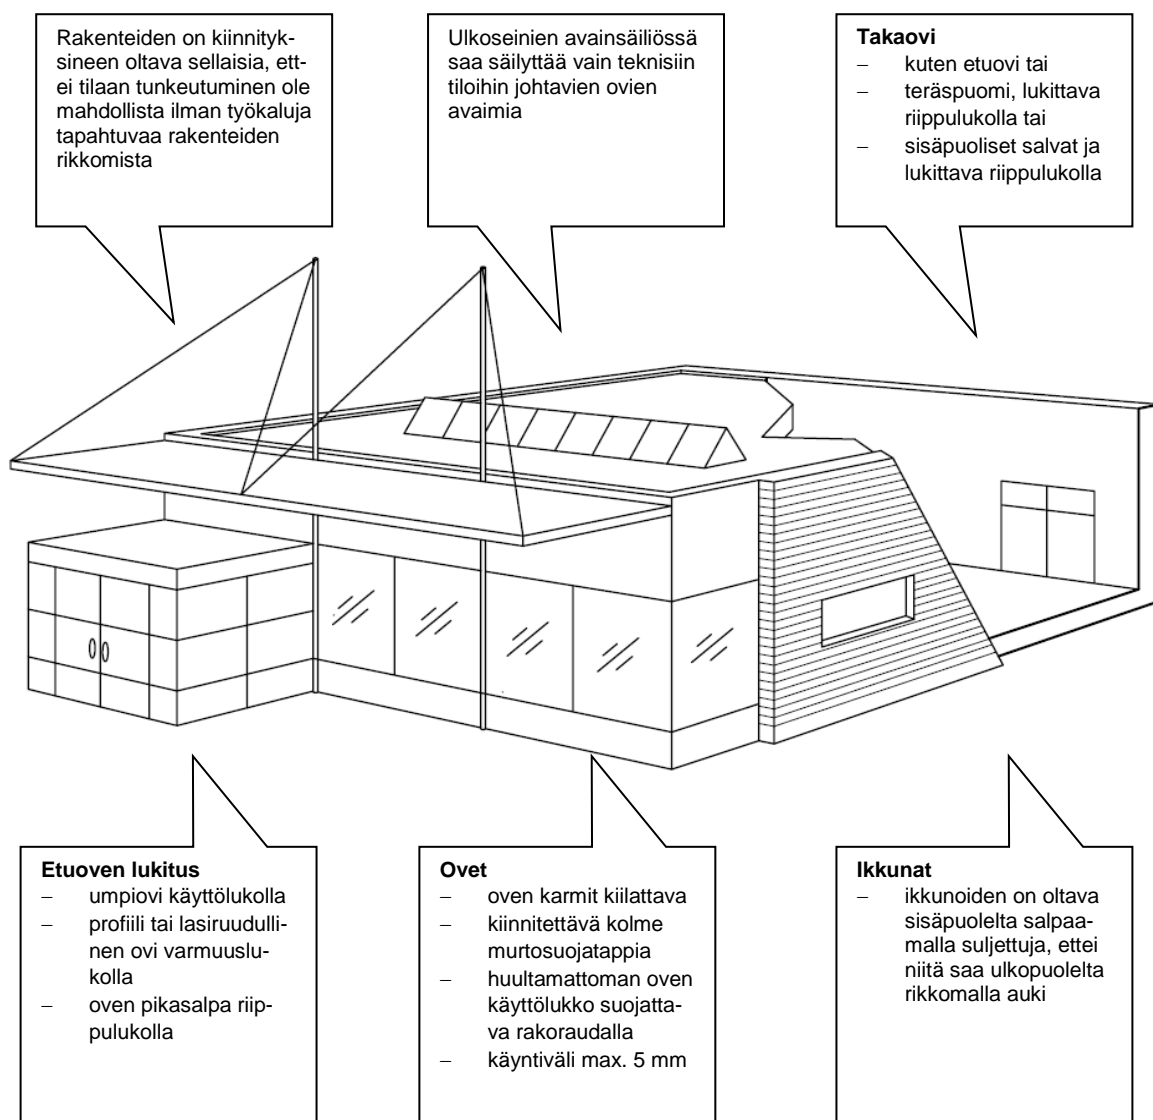 Rakenteiden on kiinnityk-
sineen oltava sellaisia, ett-
ei tilaan tunkeutuminen ole
mahdollista ilman työkaluja
tapahtuvaa rakenteiden
rikkomista
Ulkoseinien avainsäiliössä
saa säilyttää vain teknisiin
tiloihin johtavien ovien
avaimia
Takaovi
– kuten etuovi tai
– teräspuomi, lukittava
riippulukolla tai
– sisäpuoliset salvat ja
lukittava riippulukolla
Etuoven lukitus
– umpiovi käyttölukolla
– profiili tai lasiruudulli-
nen ovi varmuuslu-
kolla
– oven pikasalpa riip-
pulukolla
Ovet
– oven karmit kiilattava
– kiinnitettävä kolme
murtosuojatappia
– huultamattoman oven
käyttölukko suojatta-
va rakoraudalla
– käyntiväli max. 5 mm
Ikkunat
– ikkunoiden on oltava
sisäpuolelta salpaa-
malla suljettuja, ettei
niitä saa ulkopuolelta
rikkomalla auki